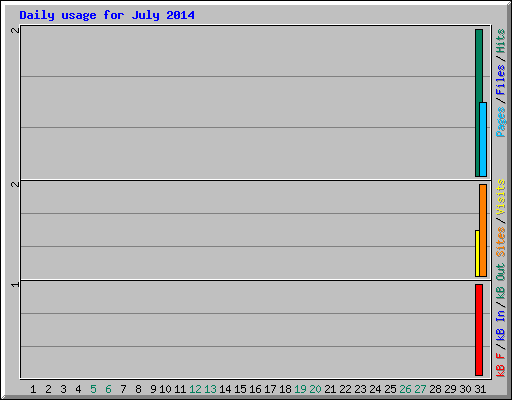 Daily usage for July 2014
2
Pages/Files/Hits
2
Sites/Visits
1
kB F/kB In/kB Out
1 2 3 4 5 6 7 8 9 10 11 12 13 14 15 16 17 18 19 20 21 22 23 24 25 26 27 28 29 30 31